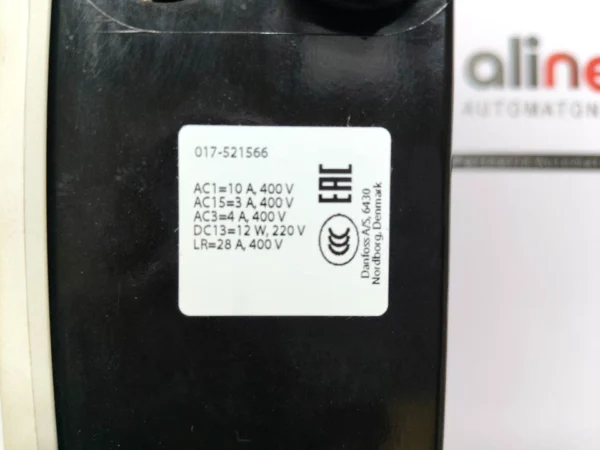 017-521566
AC1=10 A, 400 V
AC15=3 A, 400 V
AC3=4 A, 400 V
DC13=12 W, 220 V
LR=28 A, 400 V
EAC
CCC
Danfoss A/S, 6430
Nordborg, Denmark
aline
AUTOMATON